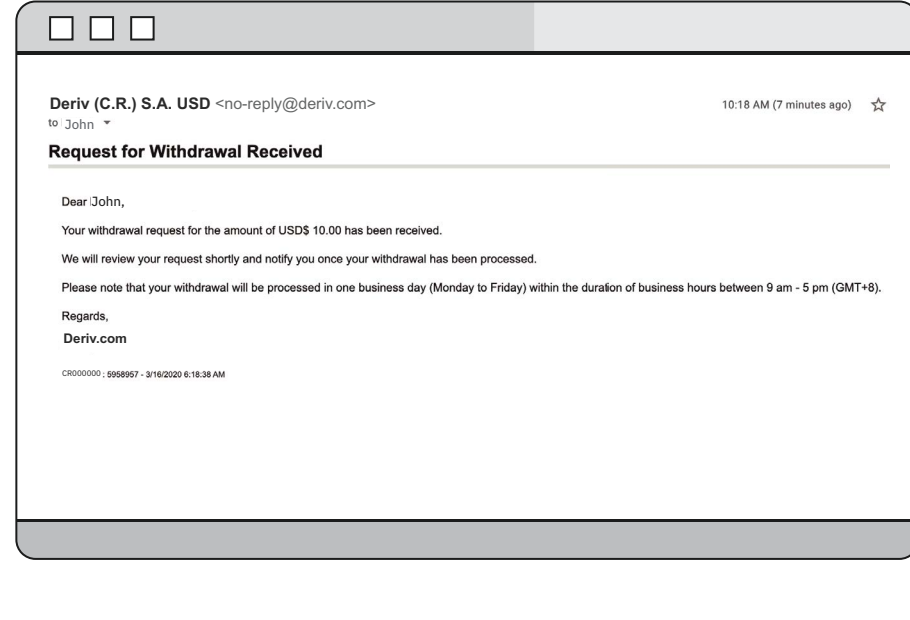 Deriv (C.R.) S.A. USD <no-reply@deriv.com> 10:18 AM (7 minutes ago)
to John
Request for Withdrawal Received
Dear John,
Your withdrawal request for the amount of USD$ 10.00 has been received.
We will review your request shortly and notify you once your withdrawal has been processed.
Please note that your withdrawal will be processed in one business day (Monday to Friday) within the duration of business hours between 9 am - 5 pm (GMT+8).
Regards,
Deriv.com
CR000000 ; 5958957 - 3/16/2020 6:18:38 AM